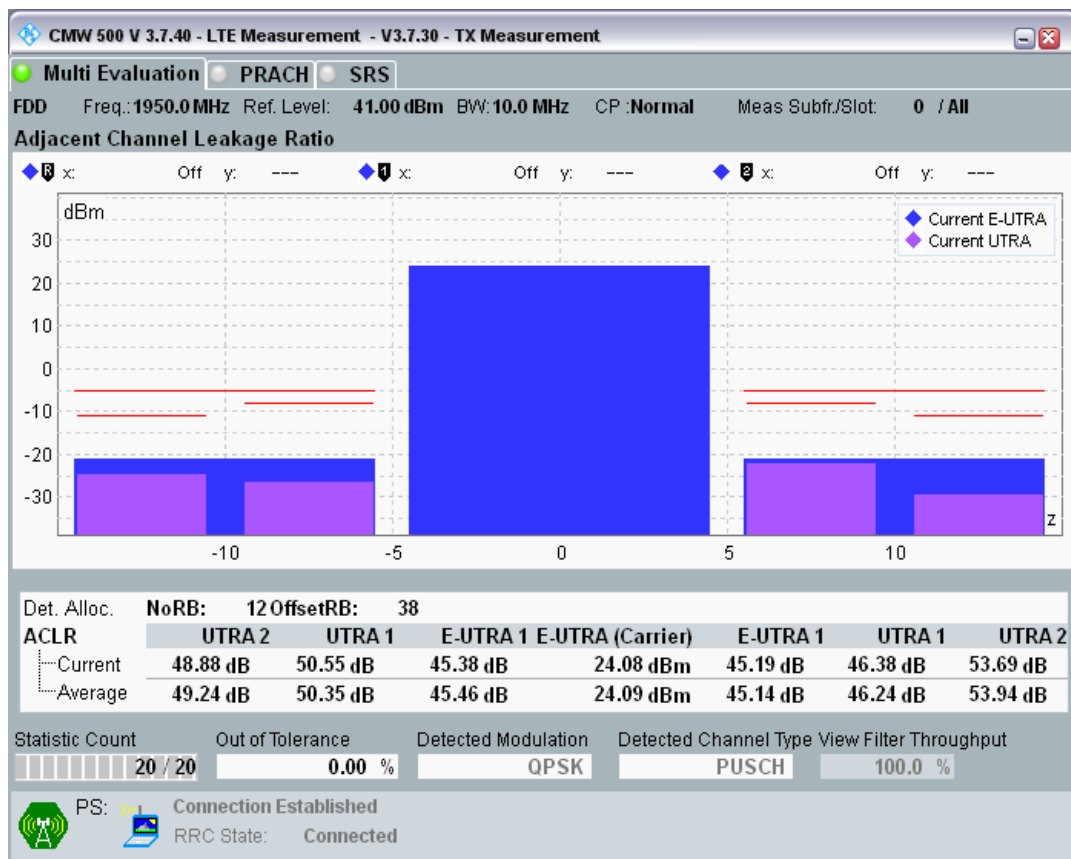 CMW 500 V 3.7.40 - LTE Measurement - V3.7.30 - TX Measurement
Multi Evaluation PRACH SRS
FDD Freq.: 1950.0 MHz Ref. Level: 41.00 dBm BW: 10.0 MHz CP :Normal Meas Subfr./Slot: 0 / All
Adjacent Channel Leakage Ratio
R x: Off y: --- 1 x: Off y: --- 2 x: Off y: ---
dBm
Current E-UTRA
Current UTRA
30
20
10
0
-10
-20
-30
z
-10 -5 0 5 10
Det. Alloc. NoRB: 12 OffsetRB: 38
ACLR UTRA 2 UTRA 1 E-UTRA 1 E-UTRA (Carrier) E-UTRA 1 UTRA 1 UTRA 2
Current 48.88 dB 50.55 dB 45.38 dB 24.08 dBm 45.19 dB 46.38 dB 53.69 dB
Average 49.24 dB 50.35 dB 45.46 dB 24.09 dBm 45.14 dB 46.24 dB 53.94 dB
Statistic Count Out of Tolerance Detected Modulation Detected Channel Type View Filter Throughput
20 / 20 0.00 % QPSK PUSCH 100.0 %
PS: Connection Established
RRC State: Connected